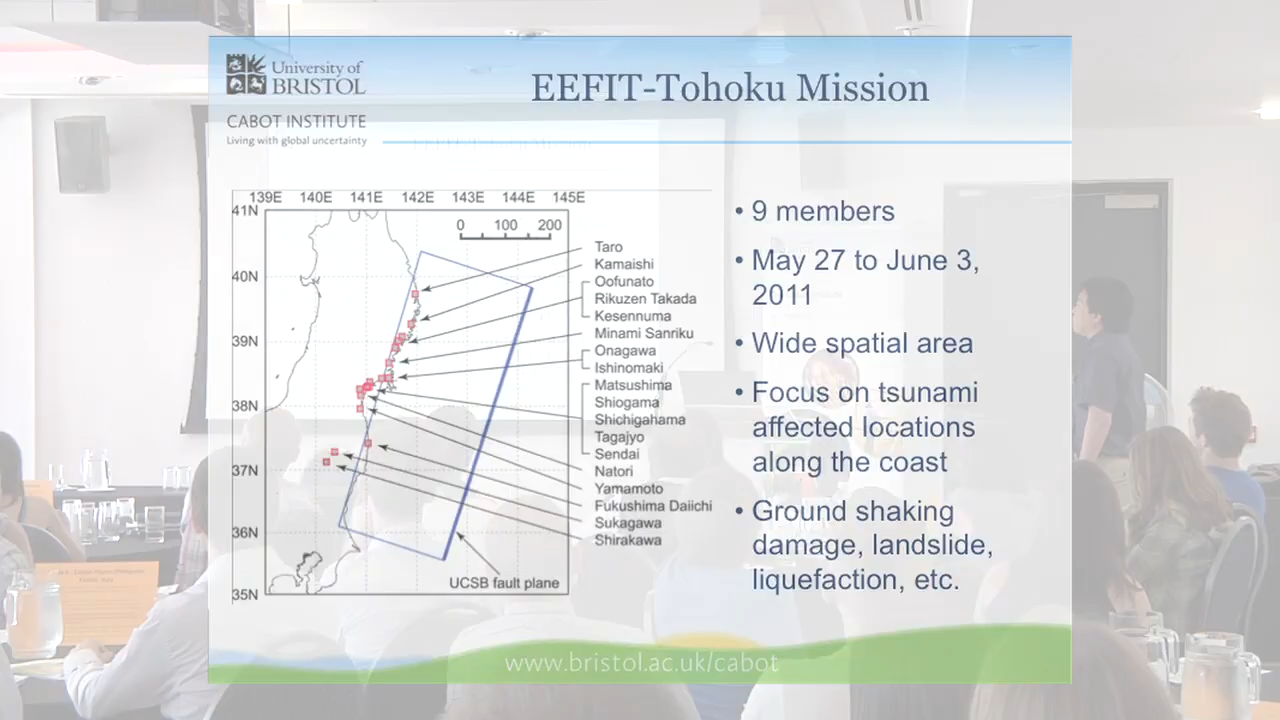 University of
BRISTOL
CABOT INSTITUTE
Living with global uncertainty
EEFIT-Tohoku Mission
139E 140E 141E 142E 143E 144E 145E
41N
40N
39N
38N
37N
36N
35N
0 100 200
Taro
Kamaishi
Oofunato
Rikuzen Takada
Kesennuma
Minami Sanriku
Onagawa
Ishinomaki
Matsushima
Shiogama
Shichigahama
Tagajyo
Sendai
Natori
Yamamoto
Fukushima Daiichi
Sukagawa
Shirakawa
UCSB fault plane
• 9 members
• May 27 to June 3,
2011
• Wide spatial area
• Focus on tsunami
affected locations
along the coast
• Ground shaking
damage, landslide,
liquefaction, etc.
www.bristol.ac.uk/cabot